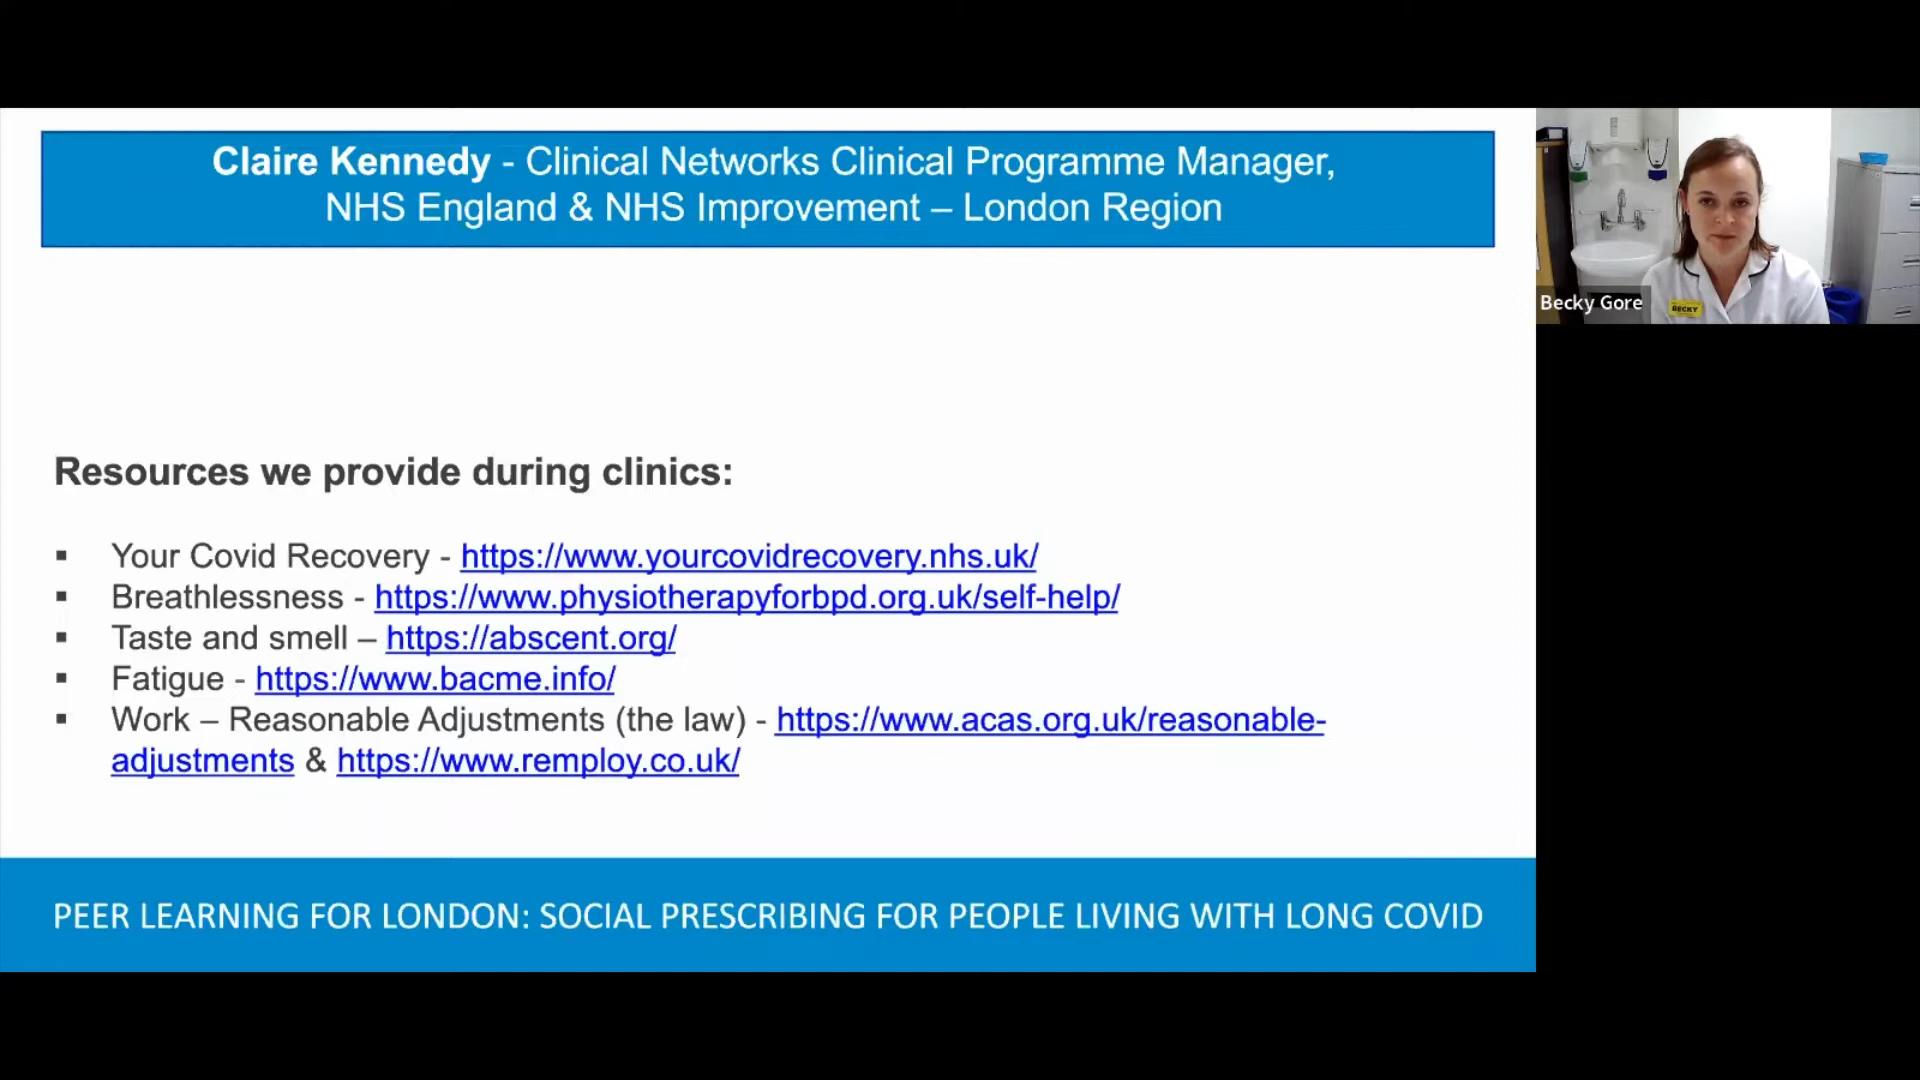 Claire Kennedy - Clinical Networks Clinical Programme Manager,
NHS England & NHS Improvement – London Region
Becky Gore
BECKY
Resources we provide during clinics:
▪ Your Covid Recovery - https://www.yourcovidrecovery.nhs.uk/
▪ Breathlessness - https://www.physiotherapyforbpd.org.uk/self-help/
▪ Taste and smell – https://abscent.org/
▪ Fatigue - https://www.bacme.info/
▪ Work – Reasonable Adjustments (the law) - https://www.acas.org.uk/reasonable-
adjustments & https://www.remploy.co.uk/
PEER LEARNING FOR LONDON: SOCIAL PRESCRIBING FOR PEOPLE LIVING WITH LONG COVID